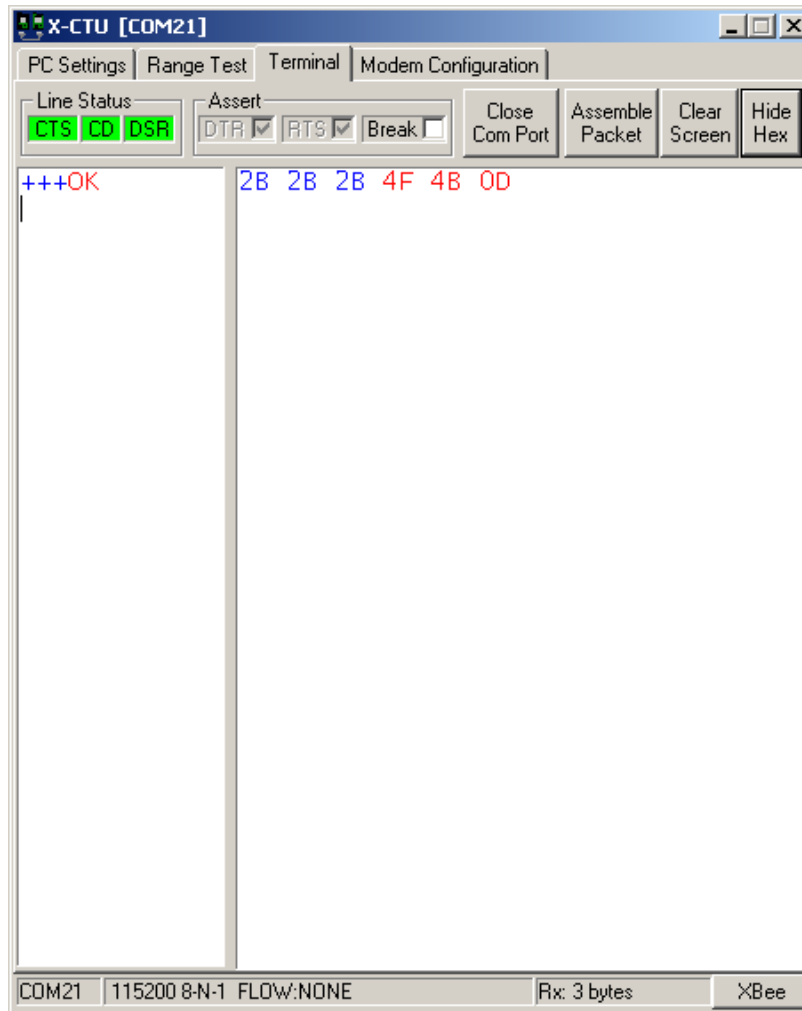 X-CTU [COM21]
PC Settings Range Test Terminal Modem Configuration
Line Status Assert
CTS CD DSR DTR RTS Break Close Com Port Assemble Packet Clear Screen Hide Hex
+++OK 2B 2B 2B 4F 4B 0D
COM21 115200 8-N-1 FLOW:NONE Rx: 3 bytes XBee